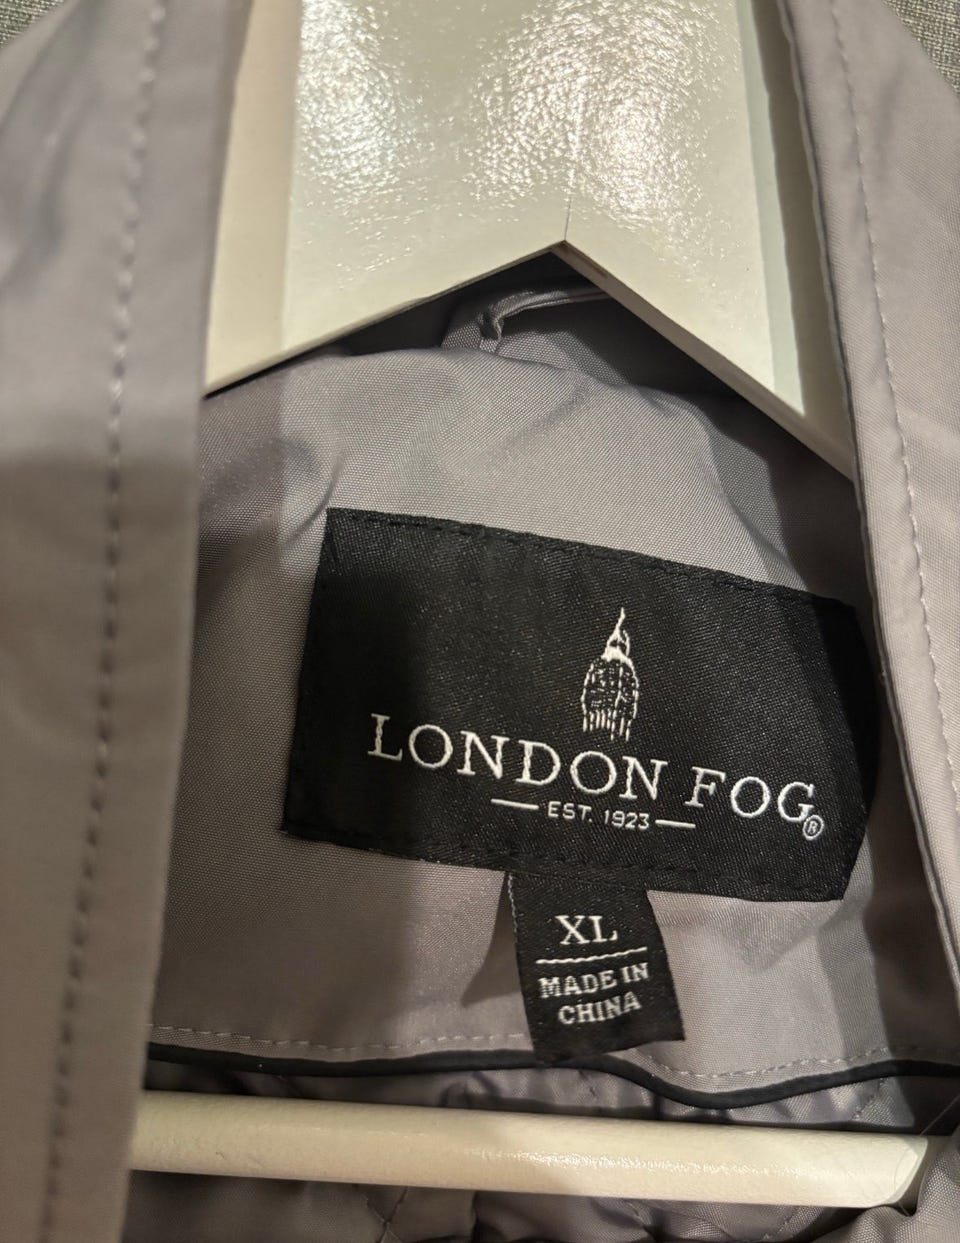 LONDON FOG®
EST. 1923
XL
MADE IN
CHINA